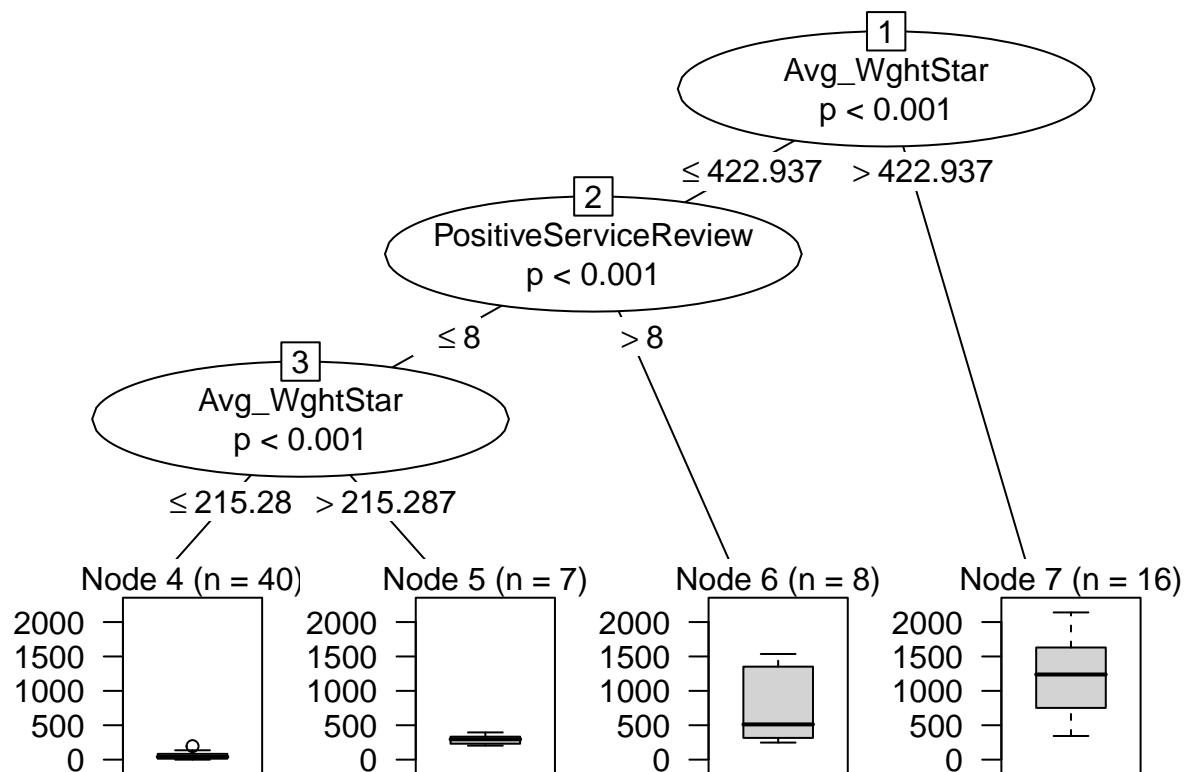 1
Avg_WghtStar
p < 0.001
≤ 422.937 > 422.937
2
PositiveServiceReview
p < 0.001
≤ 8 > 8
3
Avg_WghtStar
p < 0.001
≤ 215.28 > 215.287
Node 4 (n = 40)
2000
1500
1000
500
0
Node 5 (n = 7)
2000
1500
1000
500
0
Node 6 (n = 8)
2000
1500
1000
500
0
Node 7 (n = 16)
2000
1500
1000
500
0